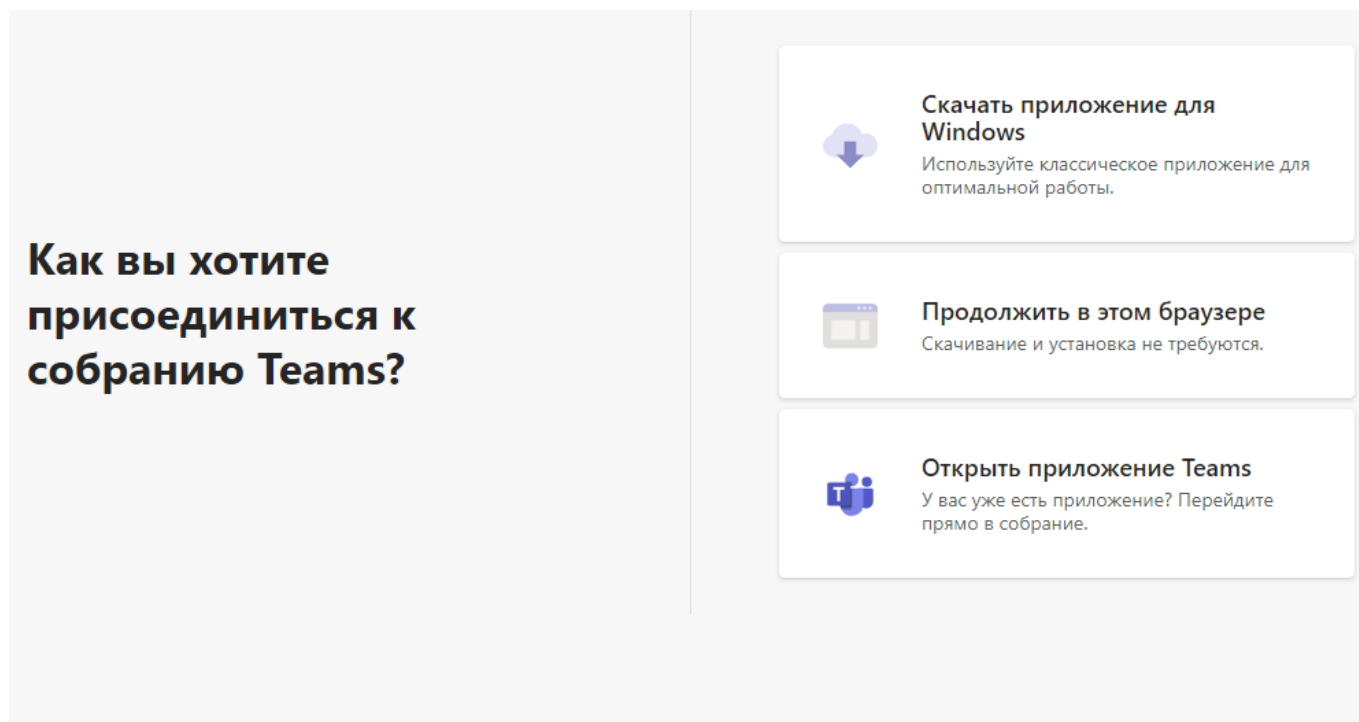 Как вы хотите
присоединиться к
собранию Teams?
Скачать приложение для
Windows
Используйте классическое приложение для
оптимальной работы.
Продолжить в этом браузере
Скачивание и установка не требуются.
T
Открыть приложение Teams
У вас уже есть приложение? Перейдите
прямо в собрание.